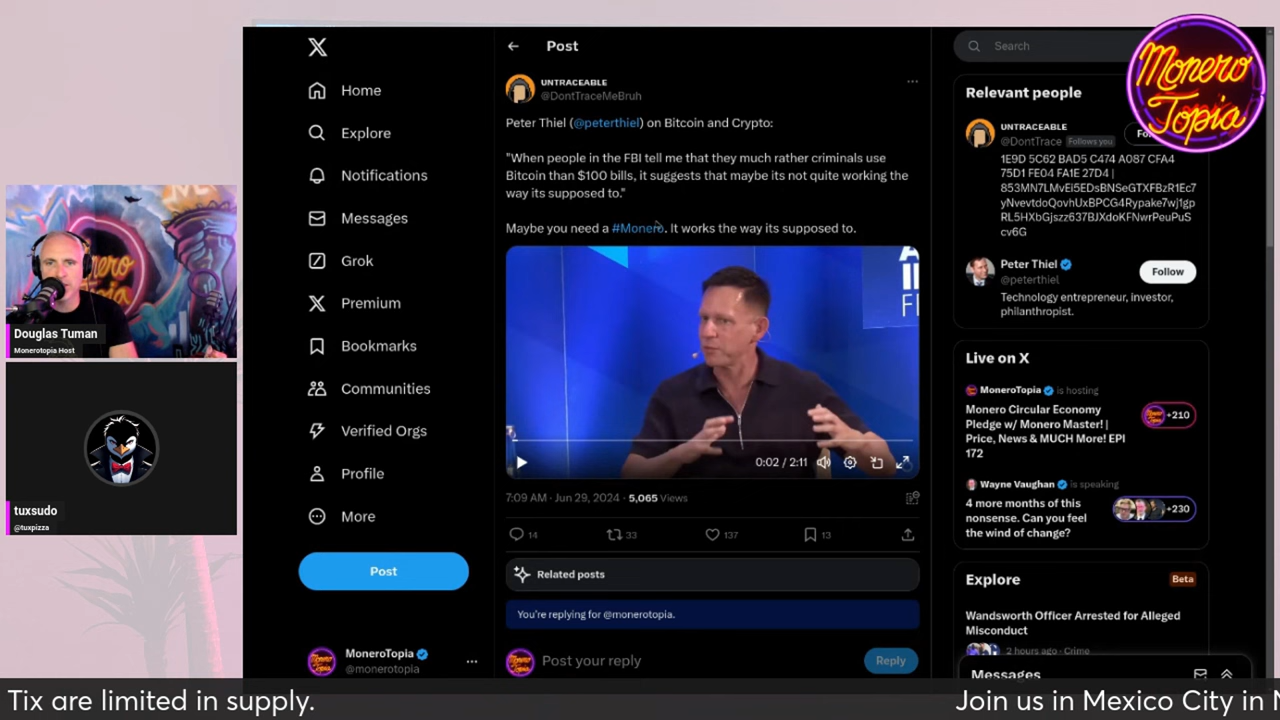 Monero
Topia
Douglas Tuman
Monerotopia Host
tuxsudo
@tuxpizza
Home
Explore
Notifications
Messages
Grok
Premium
Bookmarks
Communities
Verified Orgs
Profile
More
Post
MoneroTopia
@monerotopia
Post
UNTRACEABLE
@DontTraceMeBruh
Peter Thiel (@peterthiel) on Bitcoin and Crypto:
"When people in the FBI tell me that they much rather criminals use
Bitcoin than $100 bills, it suggests that maybe its not quite working the
way its supposed to."
Maybe you need a #Monero. It works the way its supposed to.
0:02 / 2:11
7:09 AM · Jun 29, 2024 · 5,065 Views
14
33
137
13
Related posts
You're replying for @monerotopia.
Post your reply
Reply
Search
Relevant people
UNTRACEABLE
@DontTrace Follows you
1E9D 5C62 BAD5 C474 A087 CFA4
75D1 FE04 FA1E 27D4 |
853MN7LMvEi5EDsBNSeGTXFBzR1Ec7
yNvevtdoQovhUxBPCG4Rypake7wj1gp
RL5HXbGjszz637BJXdoKFNwrPeuPuS
cv6G
Peter Thiel
@peterthiel
Follow
Technology entrepreneur, investor,
philanthropist.
Live on X
MoneroTopia is hosting
Monero Circular Economy
Pledge w/ Monero Master! |
Price, News & MUCH More! EPI
172
+210
Wayne Vaughan is speaking
4 more months of this
nonsense. Can you feel
the wind of change?
+230
Explore
Beta
Wandsworth Officer Arrested for Alleged
Misconduct
2 hours ago · Crime
Messages
Tix are limited in supply.
Join us in Mexico City in